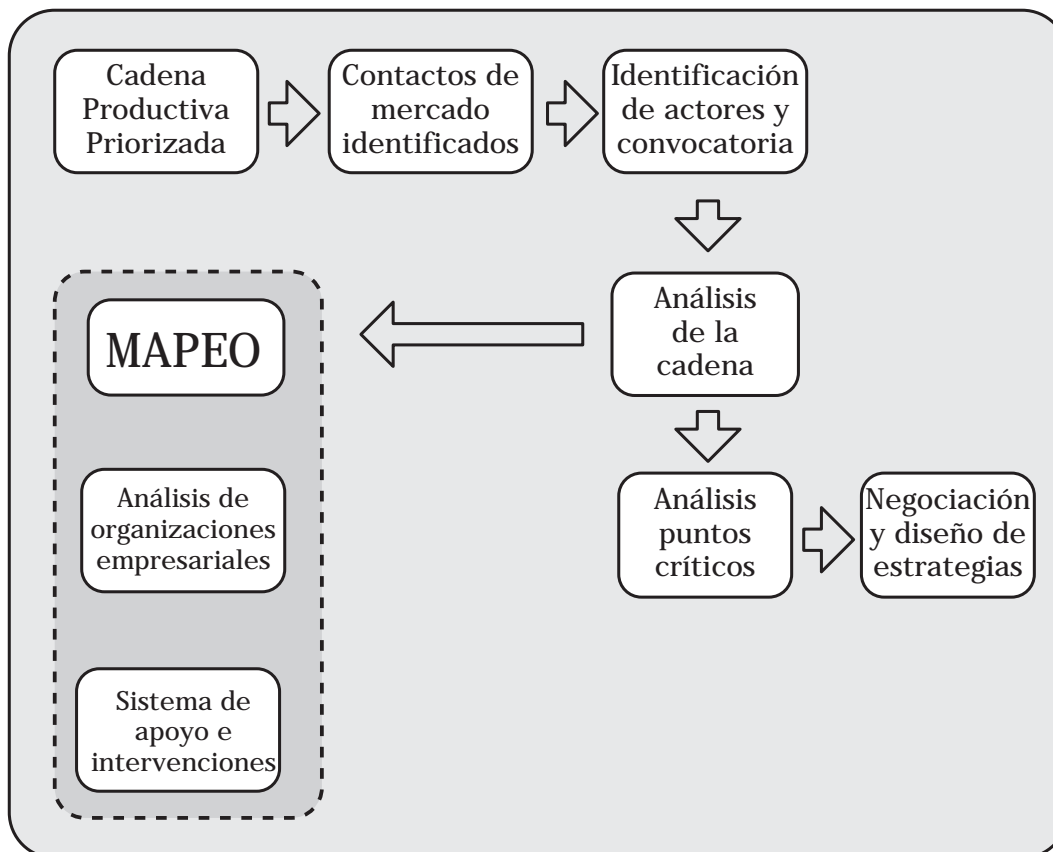 Cadena
Productiva
Priorizada
Contactos de
mercado
identificados
Identificación
de actores y
convocatoria
Análisis
de la
cadena
MAPEO
Análisis de
organizaciones
empresariales
Sistema de
apoyo e
intervenciones
Análisis
puntos
críticos
Negociación
y diseño de
estrategias